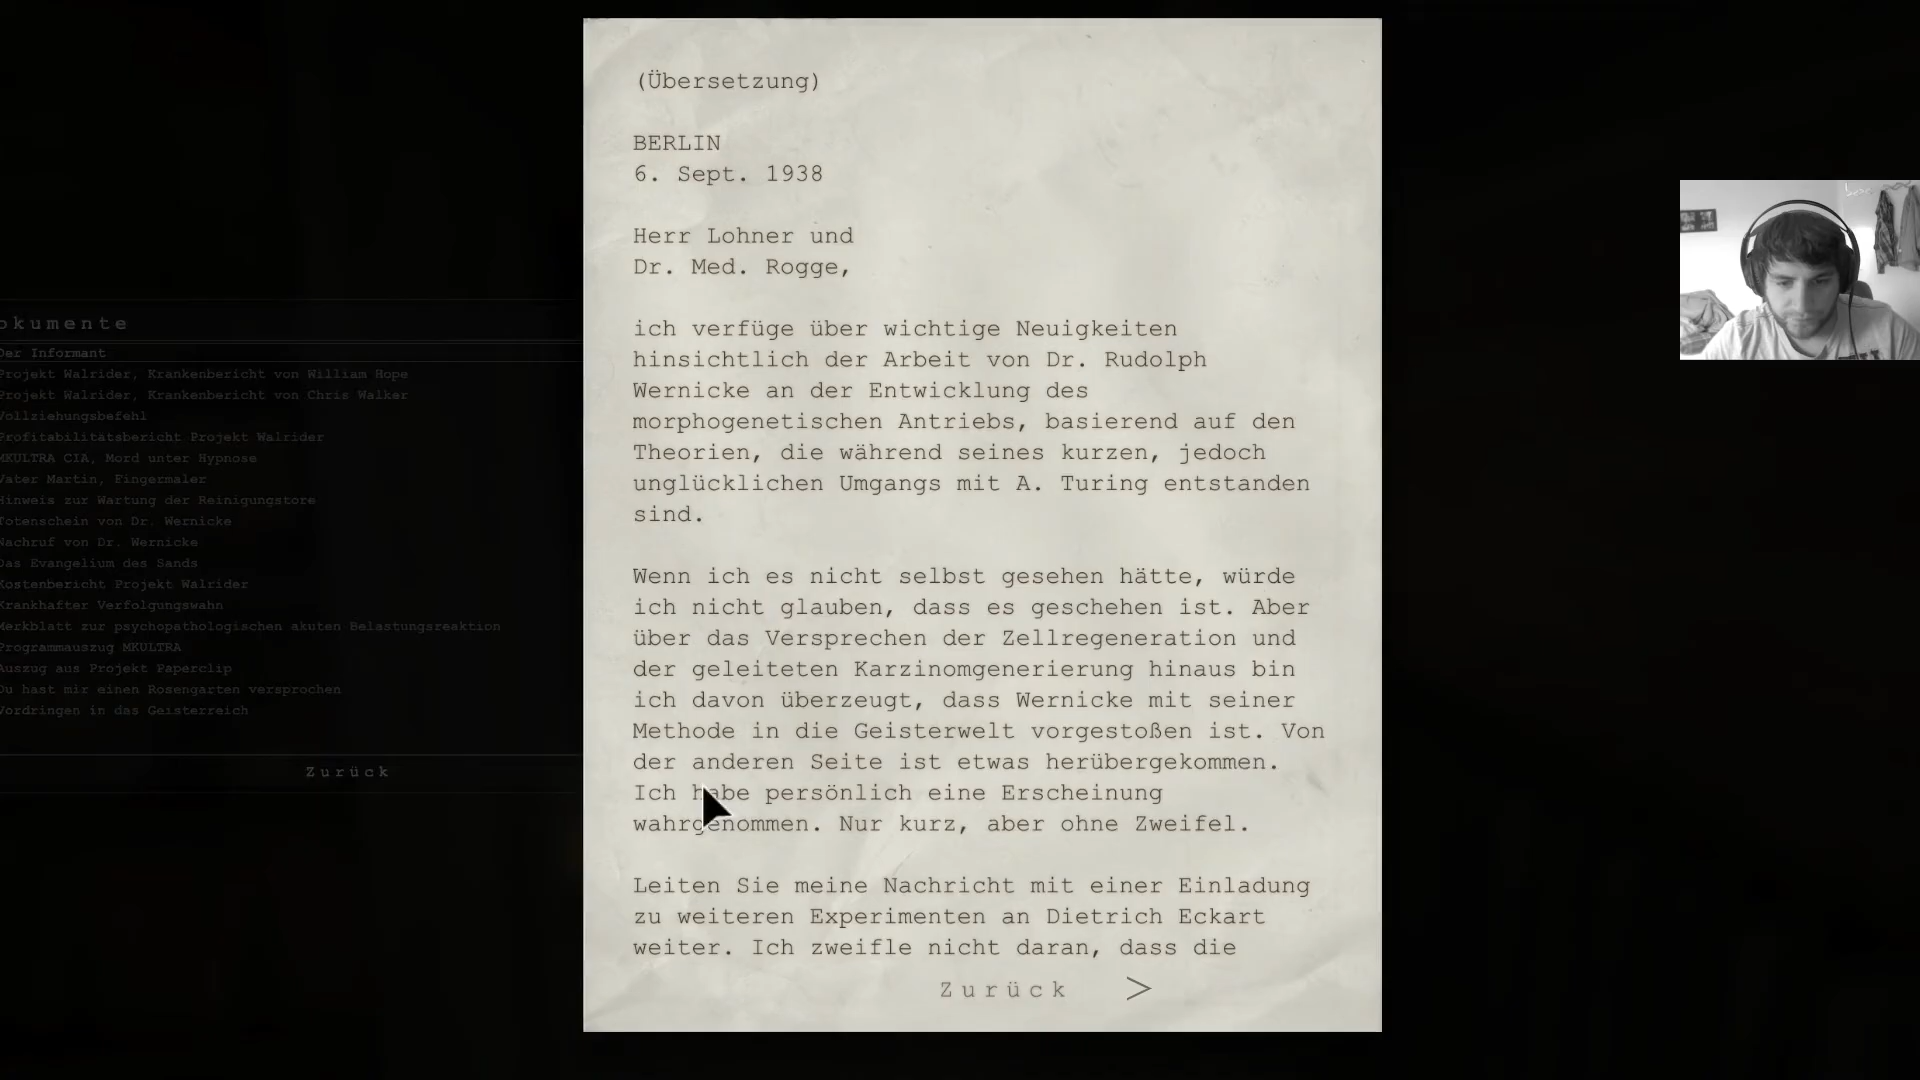 okumente
Der Informant
Projekt Walrider, Krankenbericht von William Hope
Projekt Walrider, Krankenbericht von Chris Walker
Vollziehungsbefehl
Profitabilitätsbericht Projekt Walrider
MKULTRA CIA, Mord unter Hypnose
Vater Martin, Fingermaler
Hinweis zur Wartung der Reinigungstore
Totenschein von Dr. Wernicke
Nachruf von Dr. Wernicke
Das Evangelium des Sands
Kostenbericht Projekt Walrider
Krankhafter Verfolgungswahn
Merkblatt zur psychopathologischen akuten Belastungsreaktion
Programmauszug MKULTRA
Auszug aus Projekt Paperclip
Du hast mir einen Rosengarten versprochen
Vordringen in das Geisterreich
Zurück
(Übersetzung)
BERLIN
6. Sept. 1938
Herr Lohner und
Dr. Med. Rogge,
ich verfüge über wichtige Neuigkeiten
hinsichtlich der Arbeit von Dr. Rudolph
Wernicke an der Entwicklung des
morphogenetischen Antriebs, basierend auf den
Theorien, die während seines kurzen, jedoch
unglücklichen Umgangs mit A. Turing entstanden
sind.
Wenn ich es nicht selbst gesehen hätte, würde
ich nicht glauben, dass es geschehen ist. Aber
über das Versprechen der Zellregeneration und
der geleiteten Karzinomgenerierung hinaus bin
ich davon überzeugt, dass Wernicke mit seiner
Methode in die Geisterwelt vorgestoßen ist. Von
der anderen Seite ist etwas herübergekommen.
Ich habe persönlich eine Erscheinung
wahrgenommen. Nur kurz, aber ohne Zweifel.
Leiten Sie meine Nachricht mit einer Einladung
zu weiteren Experimenten an Dietrich Eckart
weiter. Ich zweifle nicht daran, dass die
Zurück >